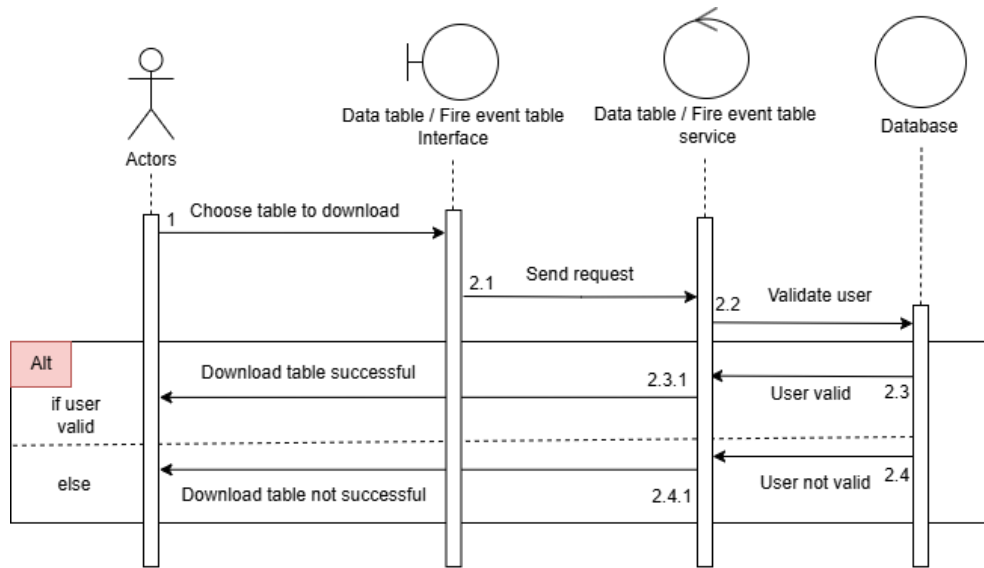 Data table / Fire event table
Interface
Data table / Fire event table
service
Database
Actors
1
Choose table to download
2.1
Send request
2.2
Validate user
Alt
if user
valid
Download table successful
2.3.1
User valid
2.3
else
Download table not successful
2.4.1
User not valid
2.4